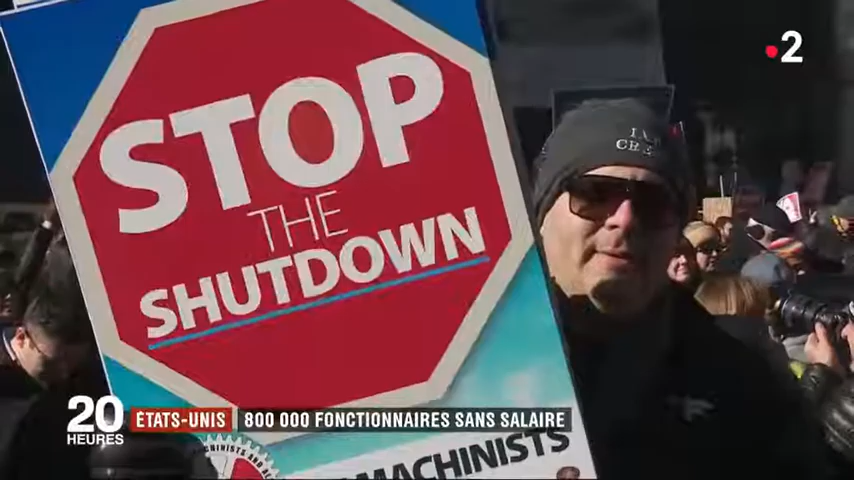 2
STOP
THE
SHUTDOWN
20
HEURES
ÉTATS-UNIS
800 000 FONCTIONNAIRES SANS SALAIRE
MACHINISTS